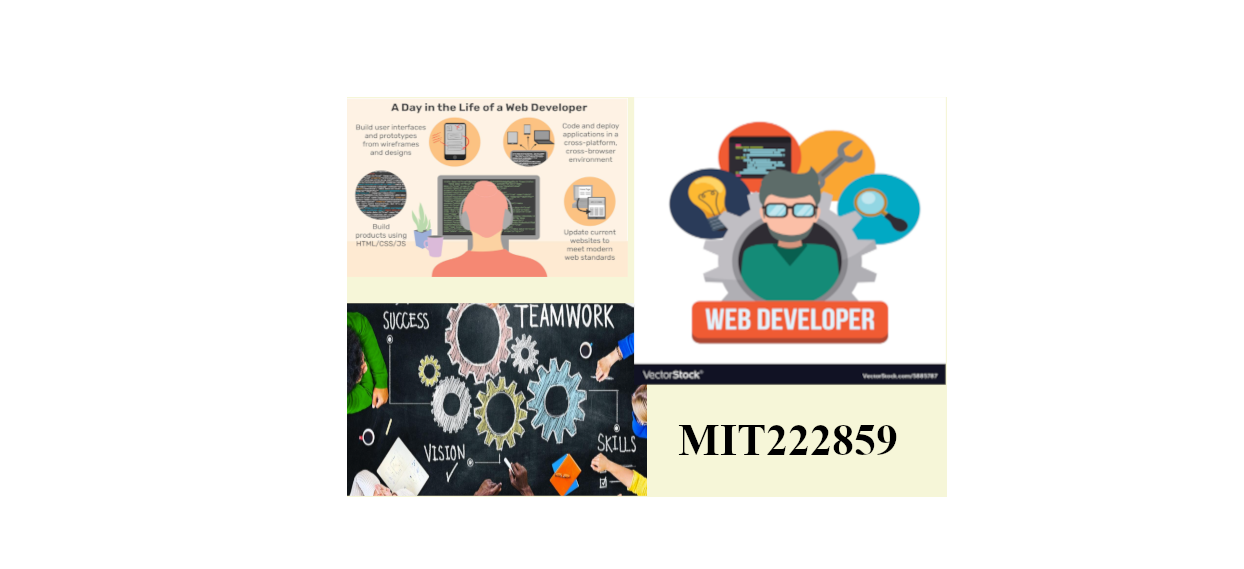 A Day in the Life of a Web Developer
Build user interfaces
and prototypes
from wireframes
and designs
Code and deploy
applications in a
cross-platform,
cross-browser
environment
Build
products using
HTML/CSS/JS
Update current
websites to
meet modern
web standards
WEB DEVELOPER
VectorStock®
VectorStock.com/5885787
SUCCESS
TEAMWORK
VISION
SKILLS
MIT222859